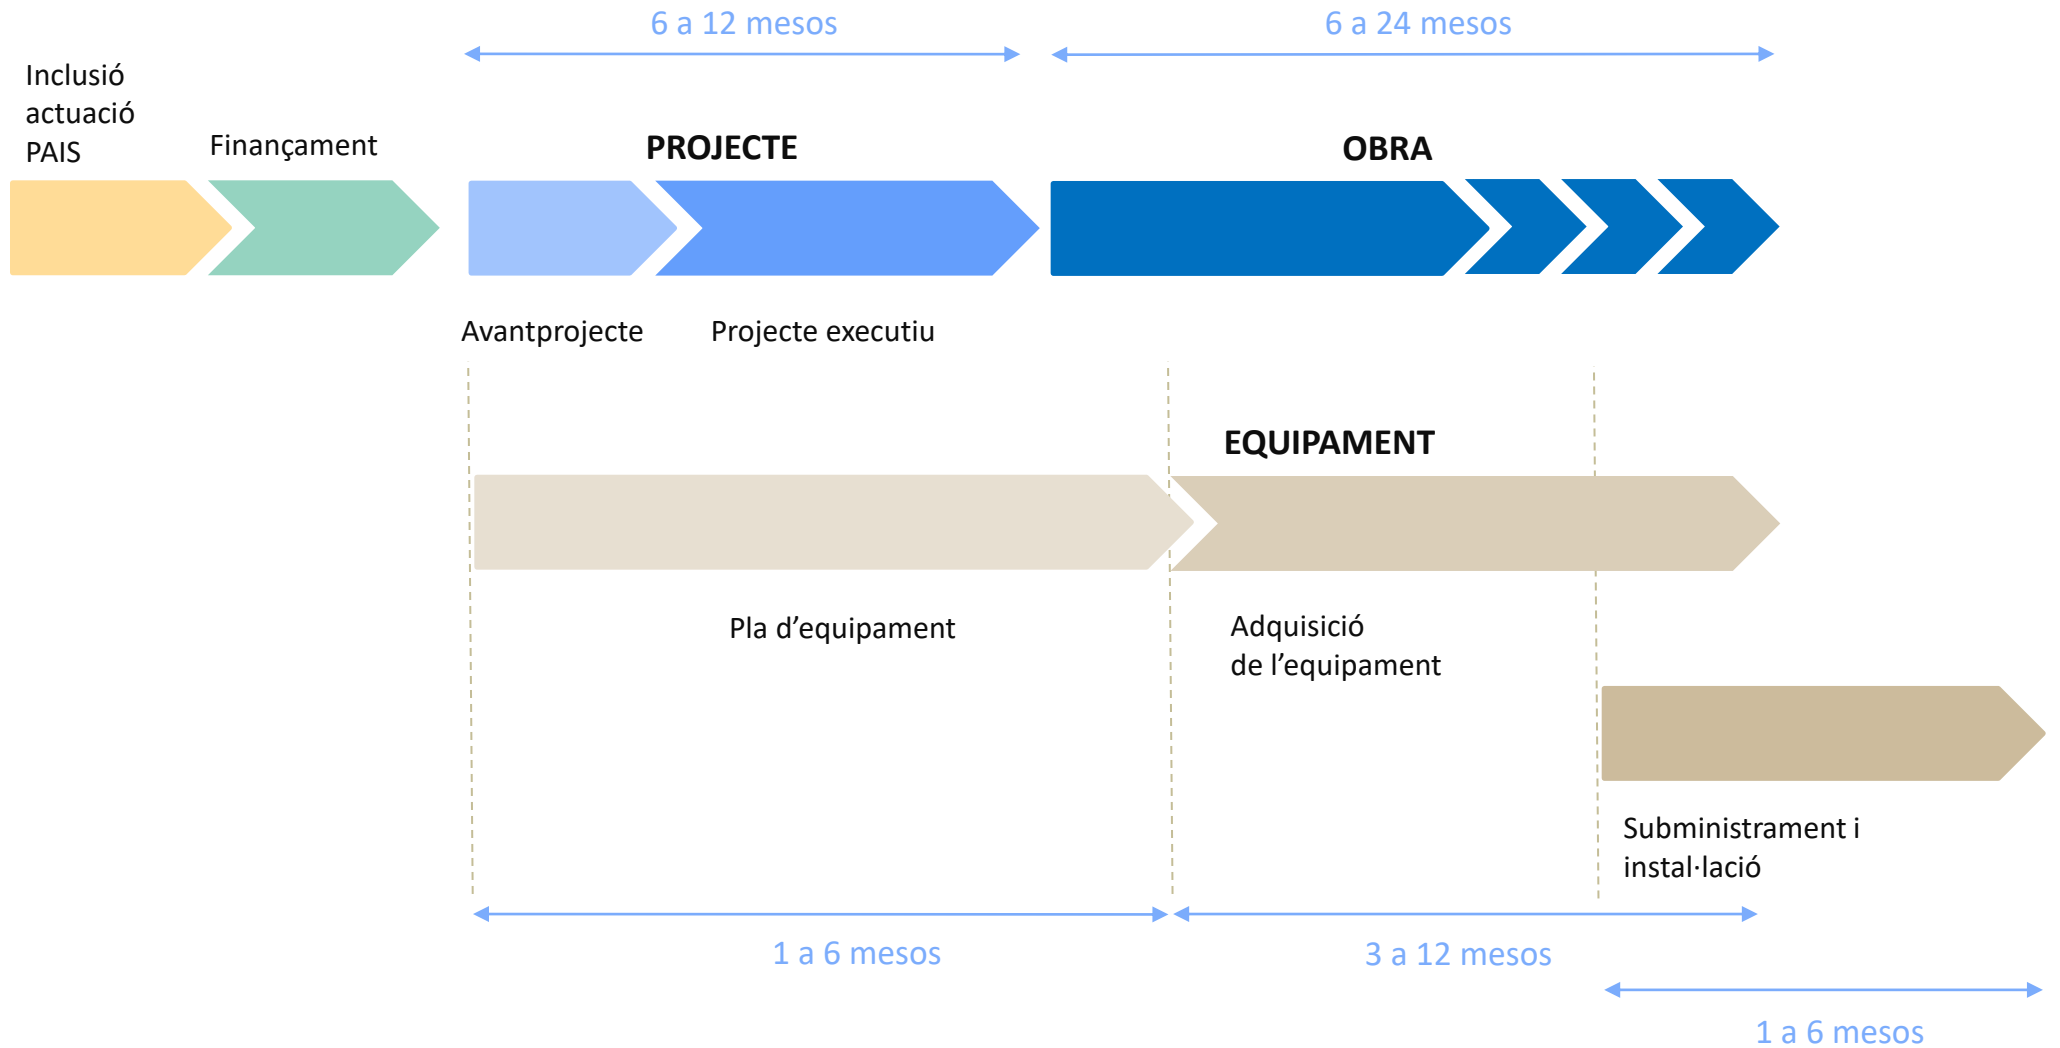 6 a 12 mesos
6 a 24 mesos
Inclusió
actuació
PAIS
Finançament
PROJECTE
OBRA
Avantprojecte
Projecte executiu
EQUIPAMENT
Pla d’equipament
Adquisició
de l’equipament
Subministrament i
instal·lació
1 a 6 mesos
3 a 12 mesos
1 a 6 mesos